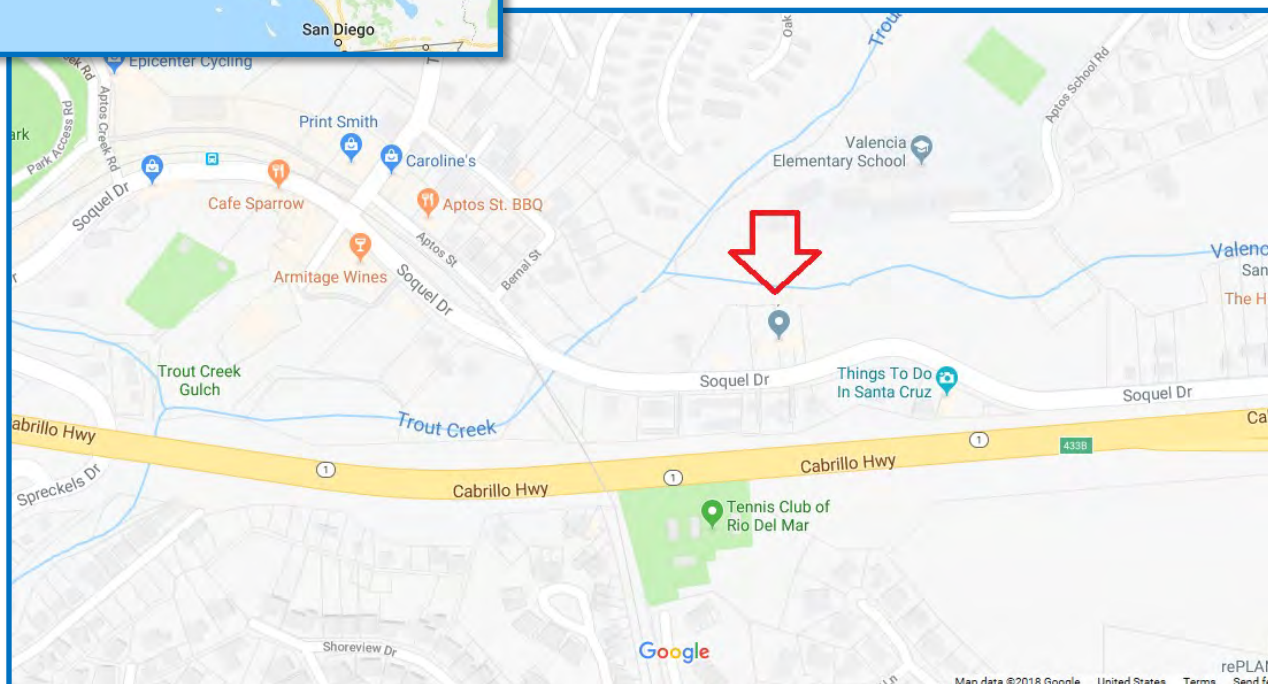 San Diego
Epicenter Cycling
Aptos Creek Rd
Park Access Rd
Print Smith
Caroline's
Cafe Sparrow
Aptos St. BBQ
Armitage Wines
Soquel Dr
Soquel Dr
Aptos St
Bernal St
Oak
Trou
Aptos School Rd
Valencia
Elementary School
Valenc
San
The H
Trout Creek
Gulch
Trout Creek
Soquel Dr
Things To Do
In Santa Cruz
Soquel Dr
abrillo Hwy
1
Cabrillo Hwy
1
Cabrillo Hwy
1
433B
Ca
Spreckels Dr
Tennis Club of
Rio Del Mar
Shoreview Dr
Google
rePLAN
Map data ©2018 Google United States Terms Send fe